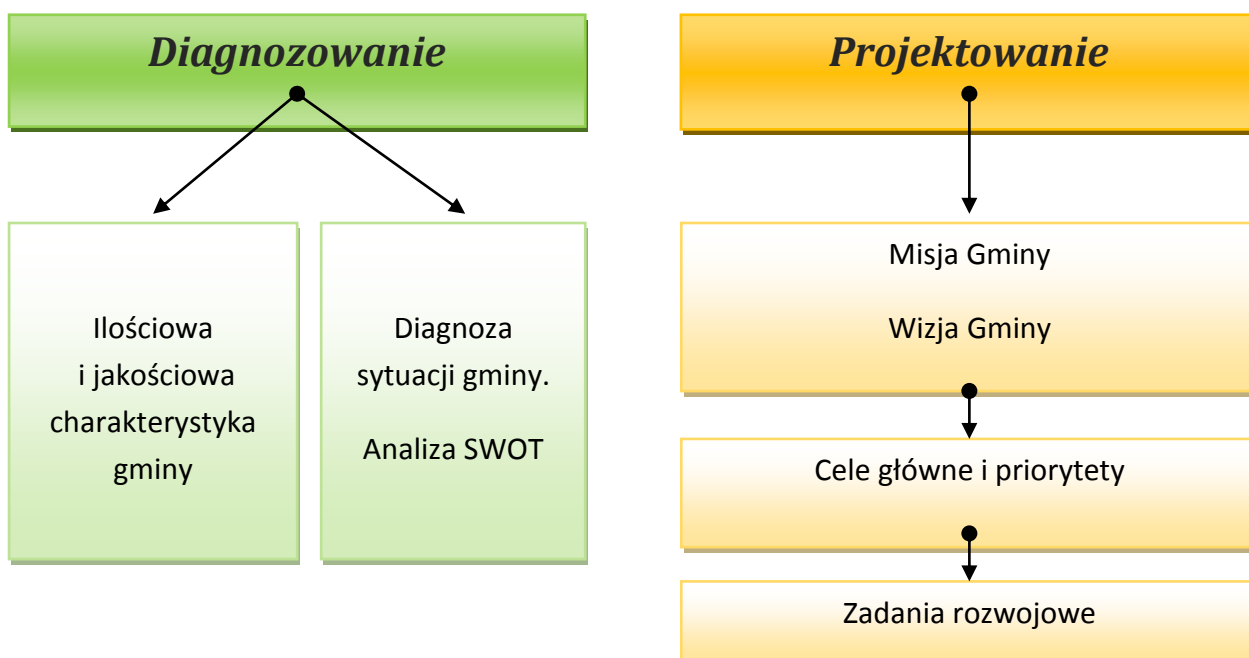 Diagnozowanie
Ilościowa
i jakościowa
charakterystyka
gminy
Diagnoza
sytuacji gminy.
Analiza SWOT
Projektowanie
Misja Gminy
Wizja Gminy
Cele główne i priorytety
Zadania rozwojowe